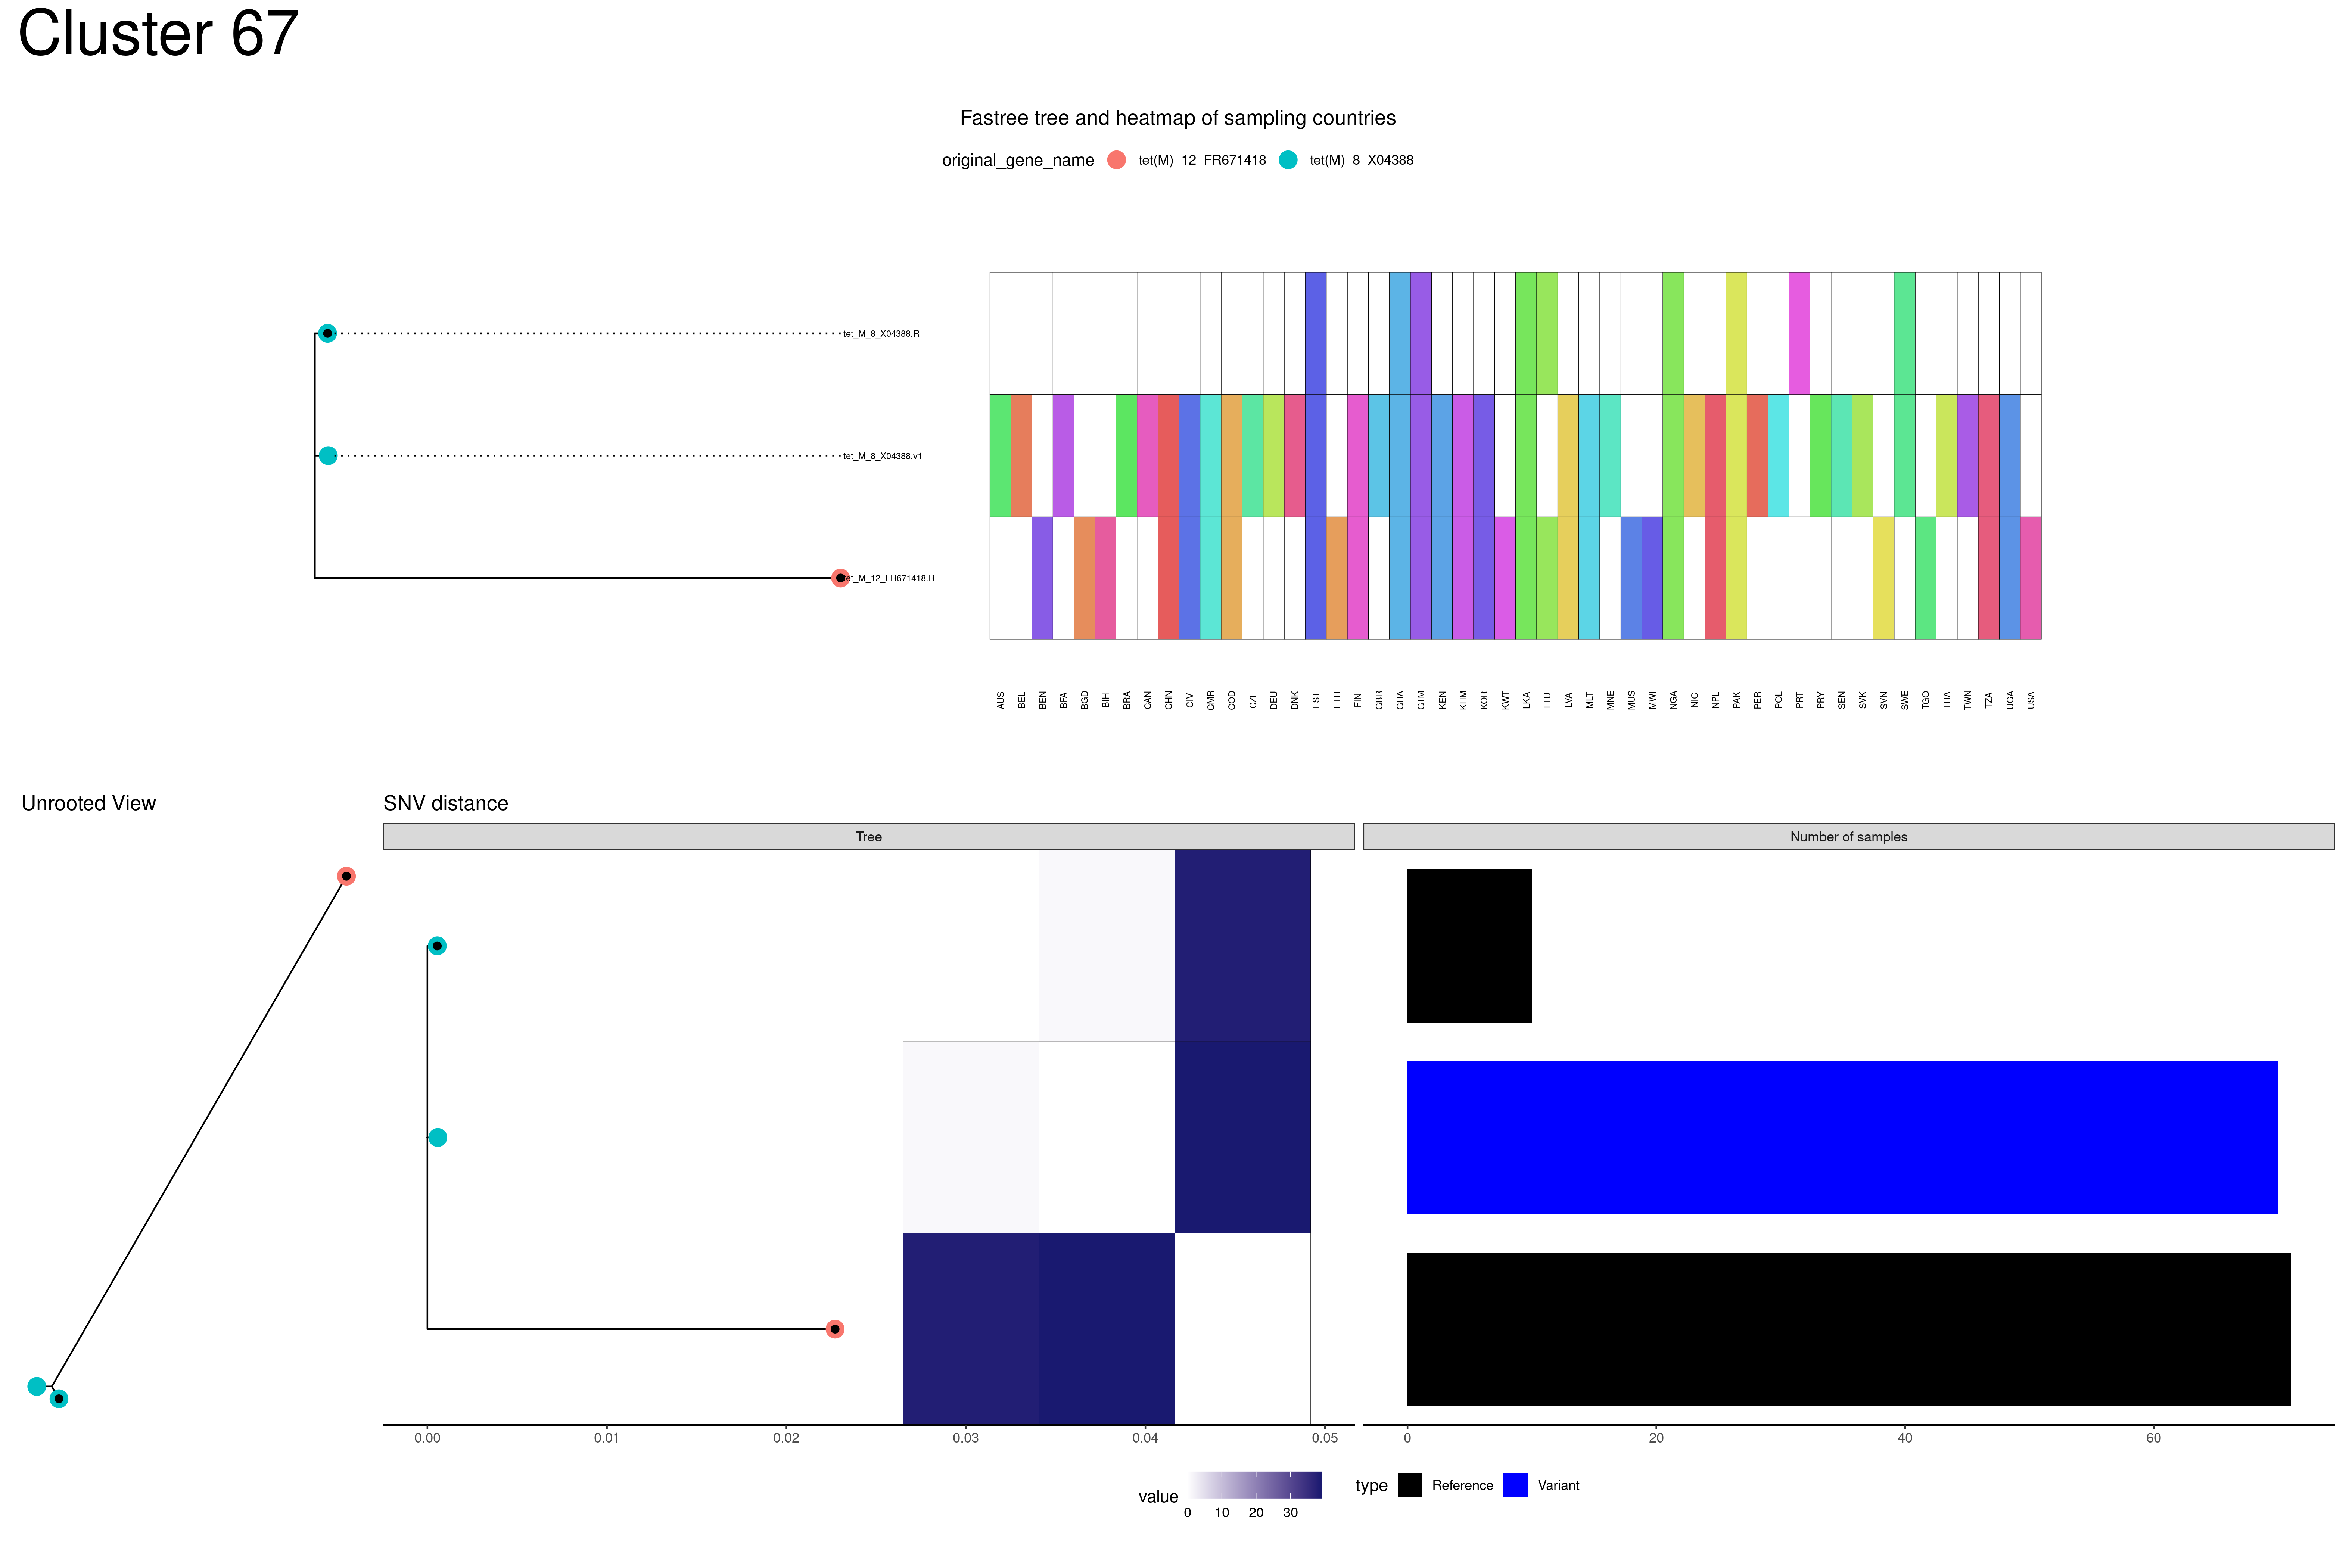 Cluster 67
Fastree tree and heatmap of sampling countries
original_gene_name tet(M)_12_FR671418 tet(M)_8_X04388
tet_M_8_X04388.R
tet_M_8_X04388.v1
tet_M_12_FR671418.R
AUS BEL BEN BFA BGD BIH BRA CAN CHN CIV CMR COD CZE DEU DNK EST ETH FIN GBR GHA GTM KEN KHM KOR KWT LKA LTU LVA MLT MNE MUS MWI NGA NIC NPL PAK PER POL PRT PRY SEN SVK SVN SWE TGO THA TWN TZA UGA USA
Unrooted View
SNV distance
Tree
Number of samples
0.00 0.01 0.02 0.03 0.04 0.05
0 20 40 60
value
0 10 20 30
type Reference Variant